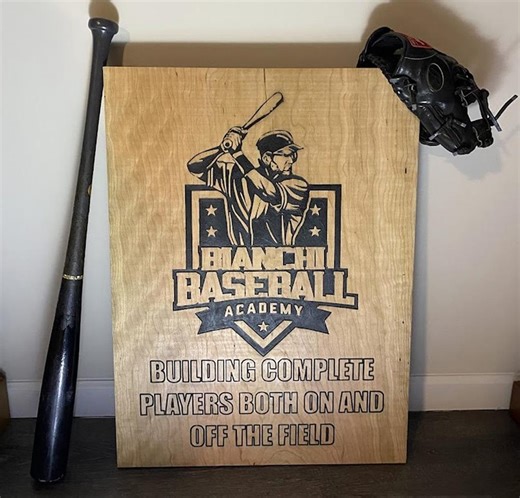 BIANCHI
BASEBALL
ACADEMY
BUILDING COMPLETE
PLAYERS BOTH ON AND
OFF THE FIELD